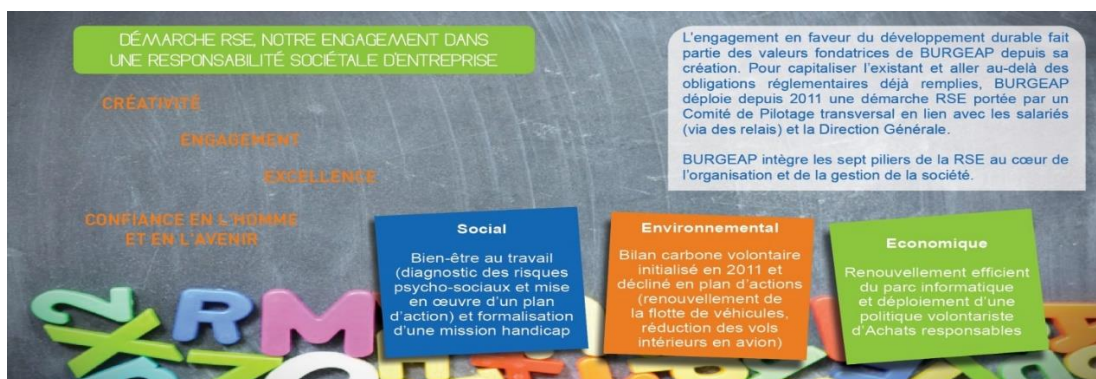 DÉMARCHE RSE, NOTRE ENGAGEMENT DANS
UNE RESPONSABILITÉ SOCIÉTALE D'ENTREPRISE
CRÉATIVITÉ
ENGAGEMENT
EXCELLENCE
CONFIANCE EN L'HOMME
ET EN L'AVENIR
L'engagement en faveur du développement durable fait
partie des valeurs fondatrices de BURGEAP depuis sa
création. Pour capitaliser l'existant et aller au-delà des
obligations réglementaires déjà remplies, BURGEAP
déploie depuis 2011 une démarche RSE portée par un
Comité de Pilotage transversal en lien avec les salariés
(via des relais) et la Direction Générale.
BURGEAP intègre les sept piliers de la RSE au cœur de
l'organisation et de la gestion de la société.
Social
Bien-être au travail
(diagnostic des risques
psycho-sociaux et mise
en œuvre d'un plan
d'action) et formalisation
d'une mission handicap
Environnemental
Bilan carbone volontaire
initialisé en 2011 et
décliné en plan d'actions
(renouvellement de
la flotte de véhicules,
réduction des vols
intérieurs en avion)
Economique
Renouvellement efficient
du parc informatique
et déploiement d'une
politique volontariste
d'Achats responsables
R M